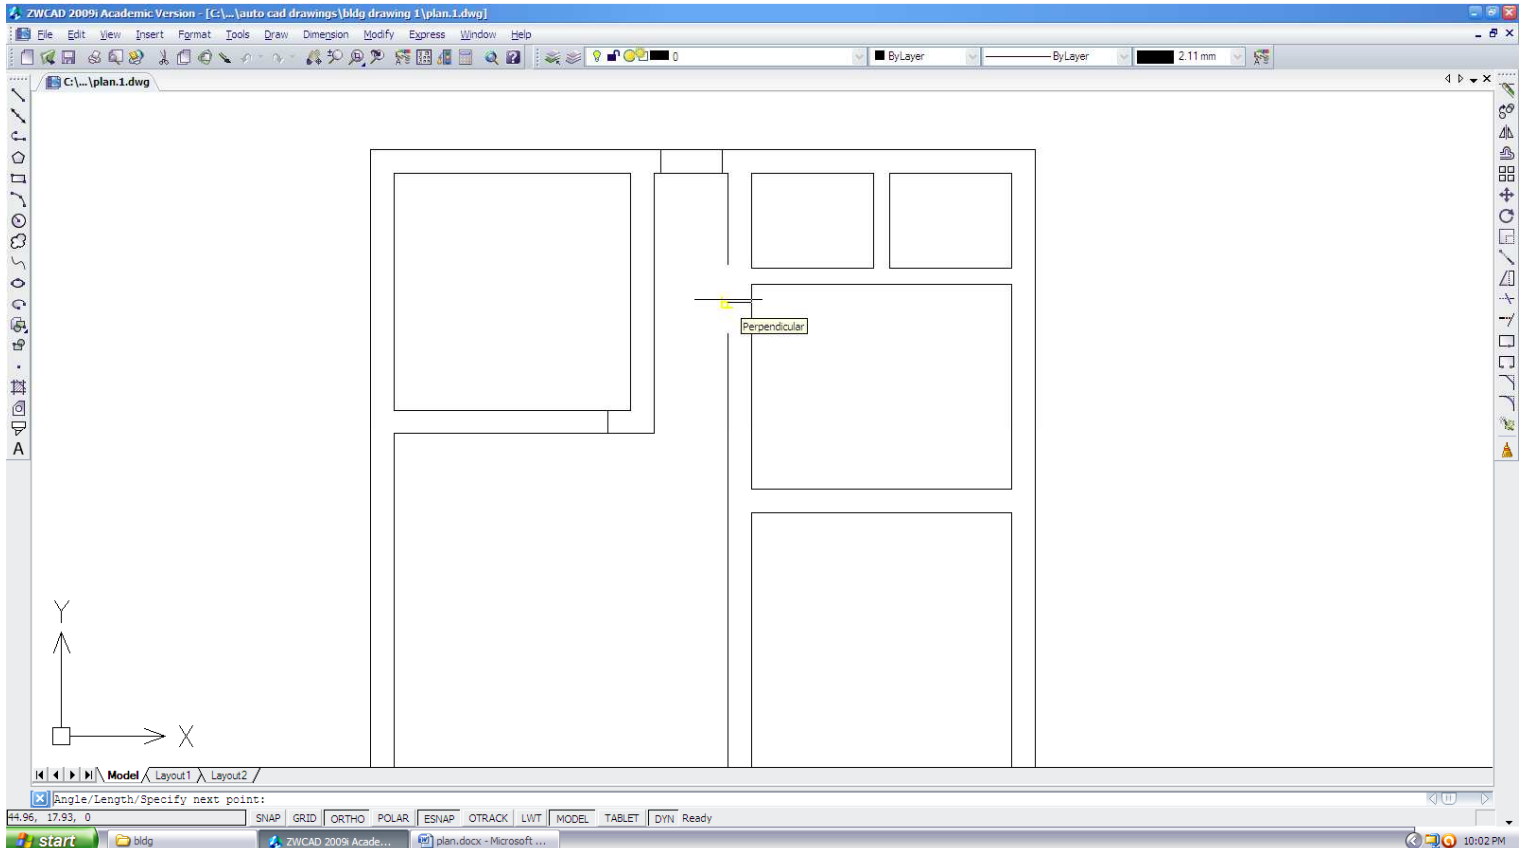 ZWCAD 2009i Academic Version - [C:\...\auto cad drawings\bldg drawing 1\plan.1.dwg]
File Edit View Insert Format Tools Draw Dimension Modify Express Window Help
0 ByLayer ByLayer 2.11 mm
C:\...\plan.1.dwg
A
Perpendicular
Y
X
Model Layout1 Layout2
Angle/Length/Specify next point:
44.96, 17.93, 0 SNAP GRID ORTHO POLAR ESNAP OTRACK LWT MODEL TABLET DYN Ready
start bldg ZWCAD 2009i Acade... plan.docx - Microsoft ... 10:02 PM